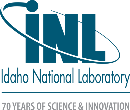 INL
Idaho National Laboratory
70 YEARS OF SCIENCE & INNOVATION